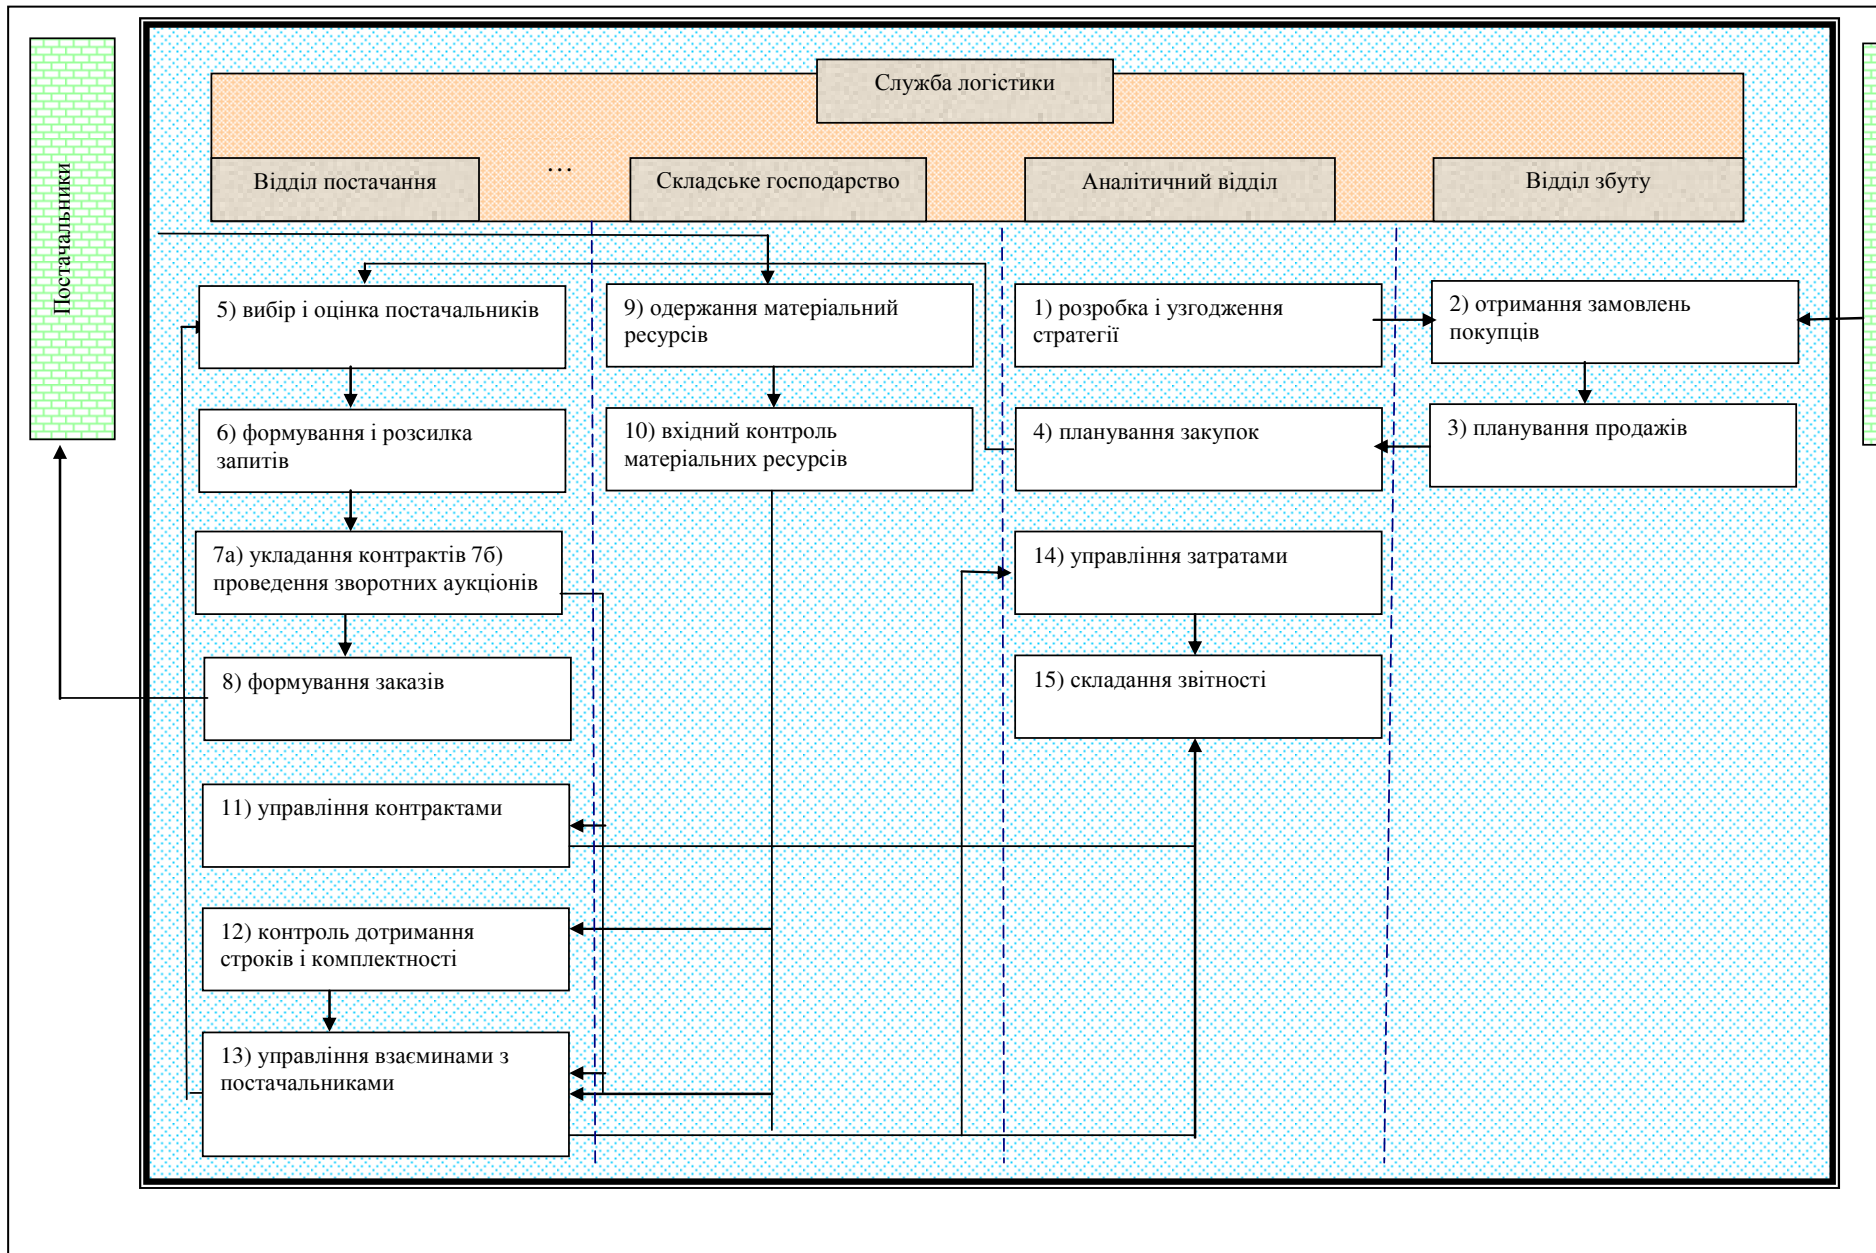 Постачальники
Служба логістики
Відділ постачання
…
Складське господарство
Аналітичний відділ
Відділ збуту
5) вибір і оцінка постачальників
9) одержання матеріальний
ресурсів
1) розробка і узгодження
стратегії
2) отримання замовлень
покупців
6) формування і розсилка
запитів
10) вхідний контроль
матеріальних ресурсів
4) планування закупок
3) планування продажів
7а) укладання контрактів 7б)
проведення зворотних аукціонів
14) управління затратами
8) формування заказів
15) складання звітності
11) управління контрактами
12) контроль дотримання
строків і комплектності
13) управління взаєминами з
постачальниками